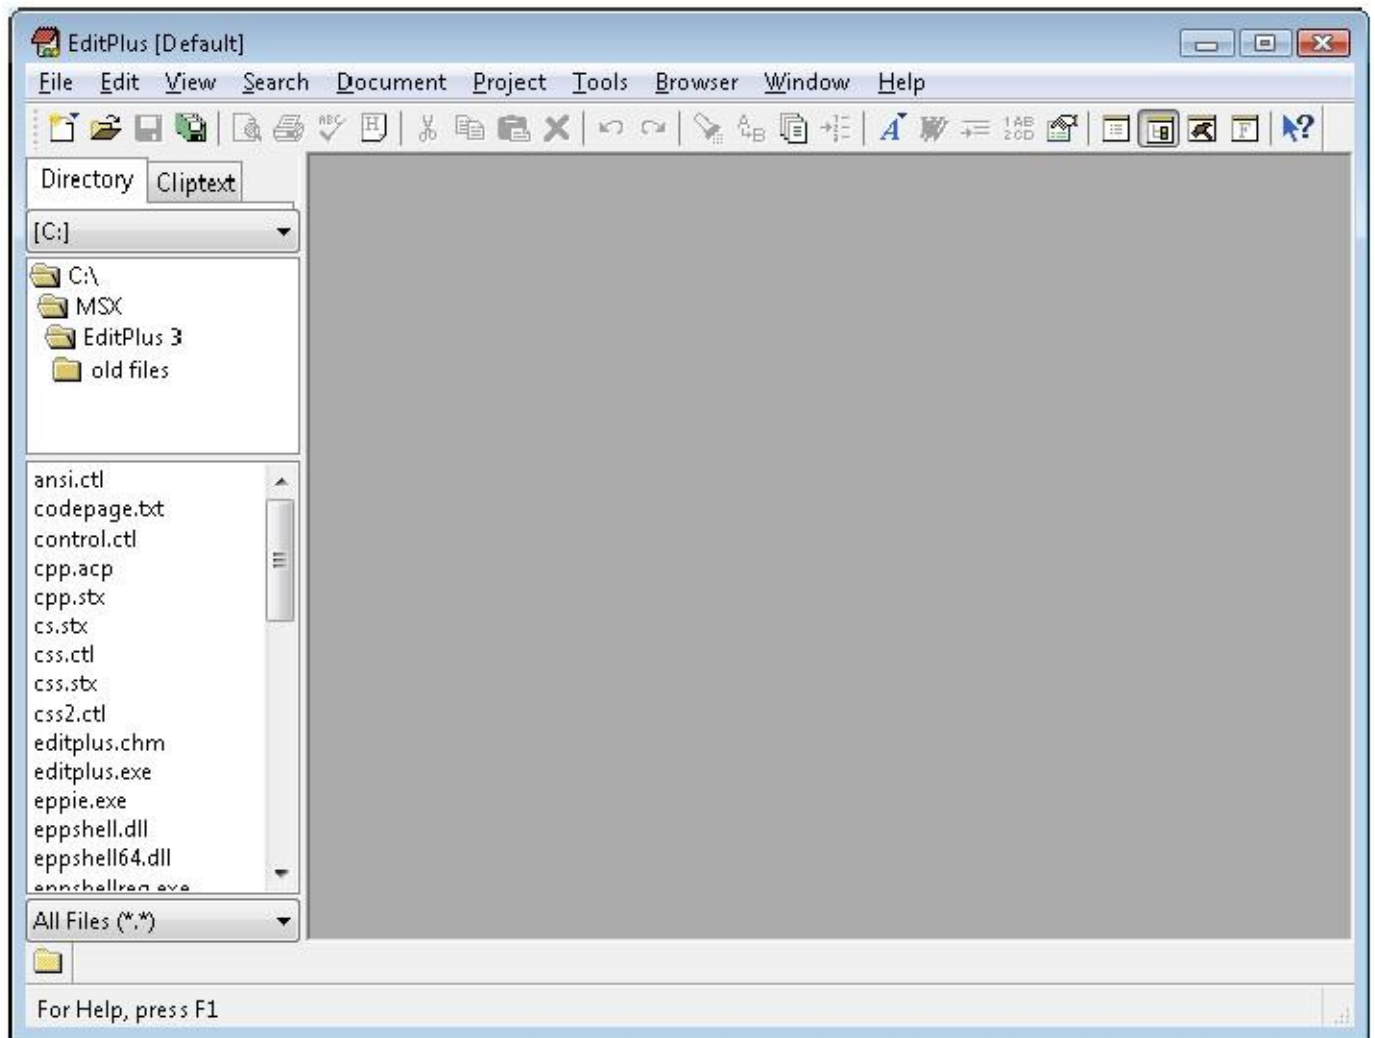 EditPlus [Default]
File Edit View Search Document Project Tools Browser Window Help
Directory Cliptext
[C:]
C:\
MSX
EditPlus 3
old files
ansi.ctl
codepage.txt
control.ctl
cpp.acp
cpp.stx
cs.stx
css.ctl
css.stx
css2.ctl
editplus.chm
editplus.exe
eppie.exe
eppshell.dll
eppshell64.dll
eppshellreg.exe
All Files (*.*)
For Help, press F1